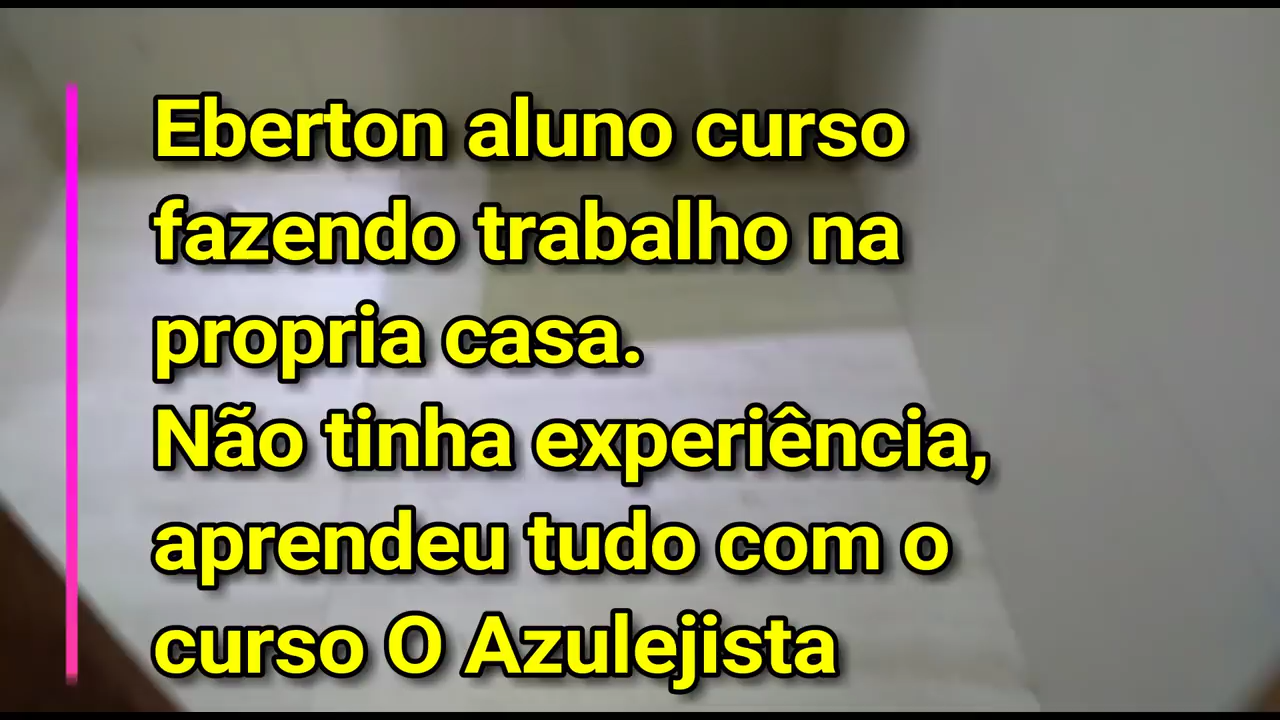 Eberton aluno curso
fazendo trabalho na
propria casa.
Não tinha experiência,
aprendeu tudo com o
curso O Azulejista